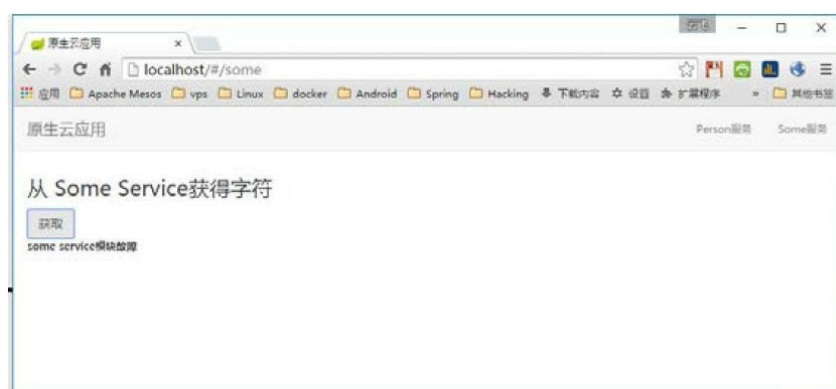 原生云应用
localhost/#/some
应用 Apache Mesos vps Linux docker Android Spring Hacking 下载内容 设置 扩展程序 » 其他书签
原生云应用 Person服务 Some服务
从 Some Service获得字符
获取
some service模块故障